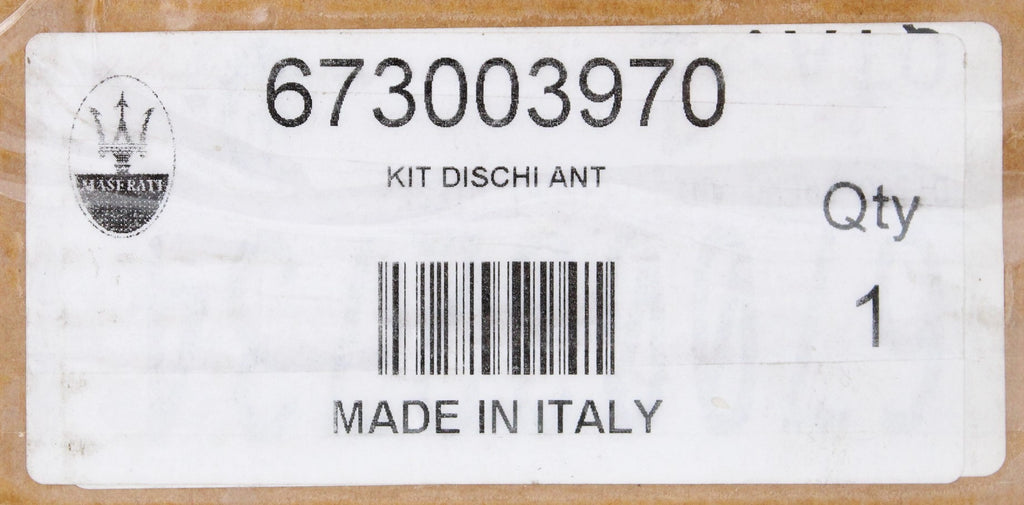 673003970
MASERATI
KIT DISCHI ANT
Qty
1
MADE IN ITALY